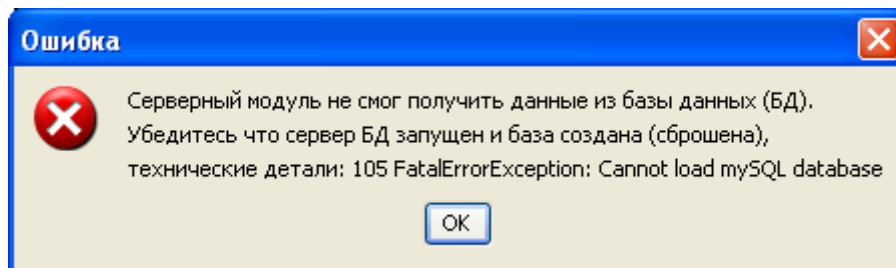 Ошибка
Серверный модуль не смог получить данные из базы данных (БД).
Убедитесь что сервер БД запущен и база создана (сброшена),
технические детали: 105 FatalErrorException: Cannot load mySQL database
OK